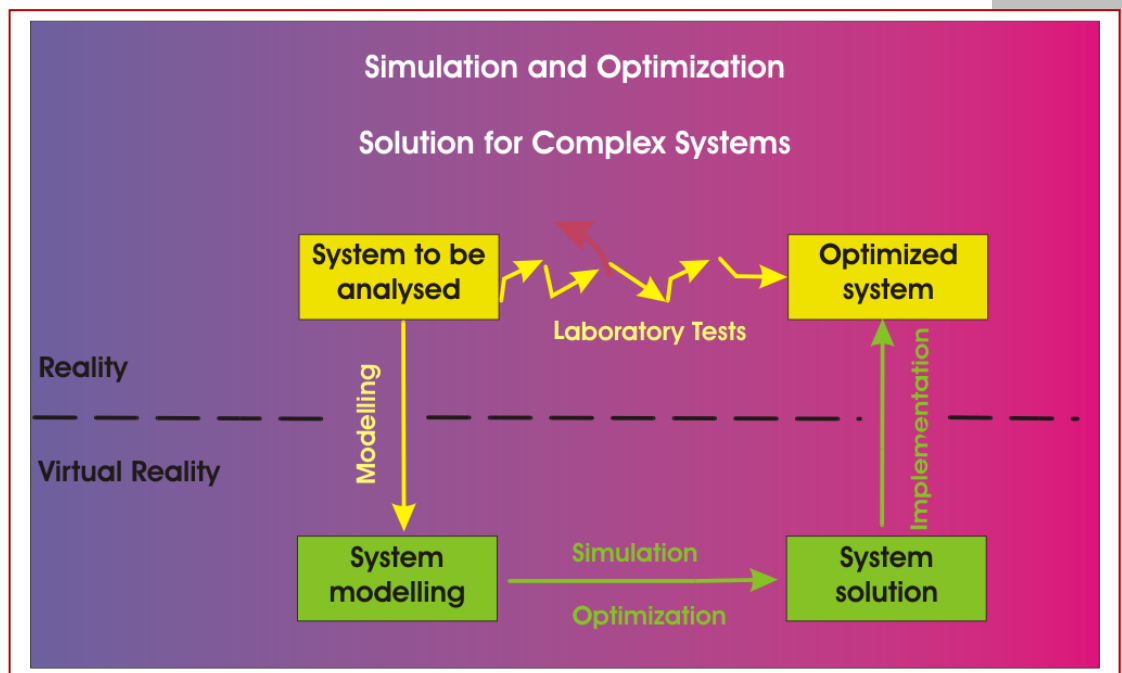 Simulation and Optimization
Solution for Complex Systems
System to be
analysed
Optimized
system
Laboratory Tests
Reality
Modelling
Implementation
Virtual Reality
System
modelling
Simulation
Optimization
System
solution